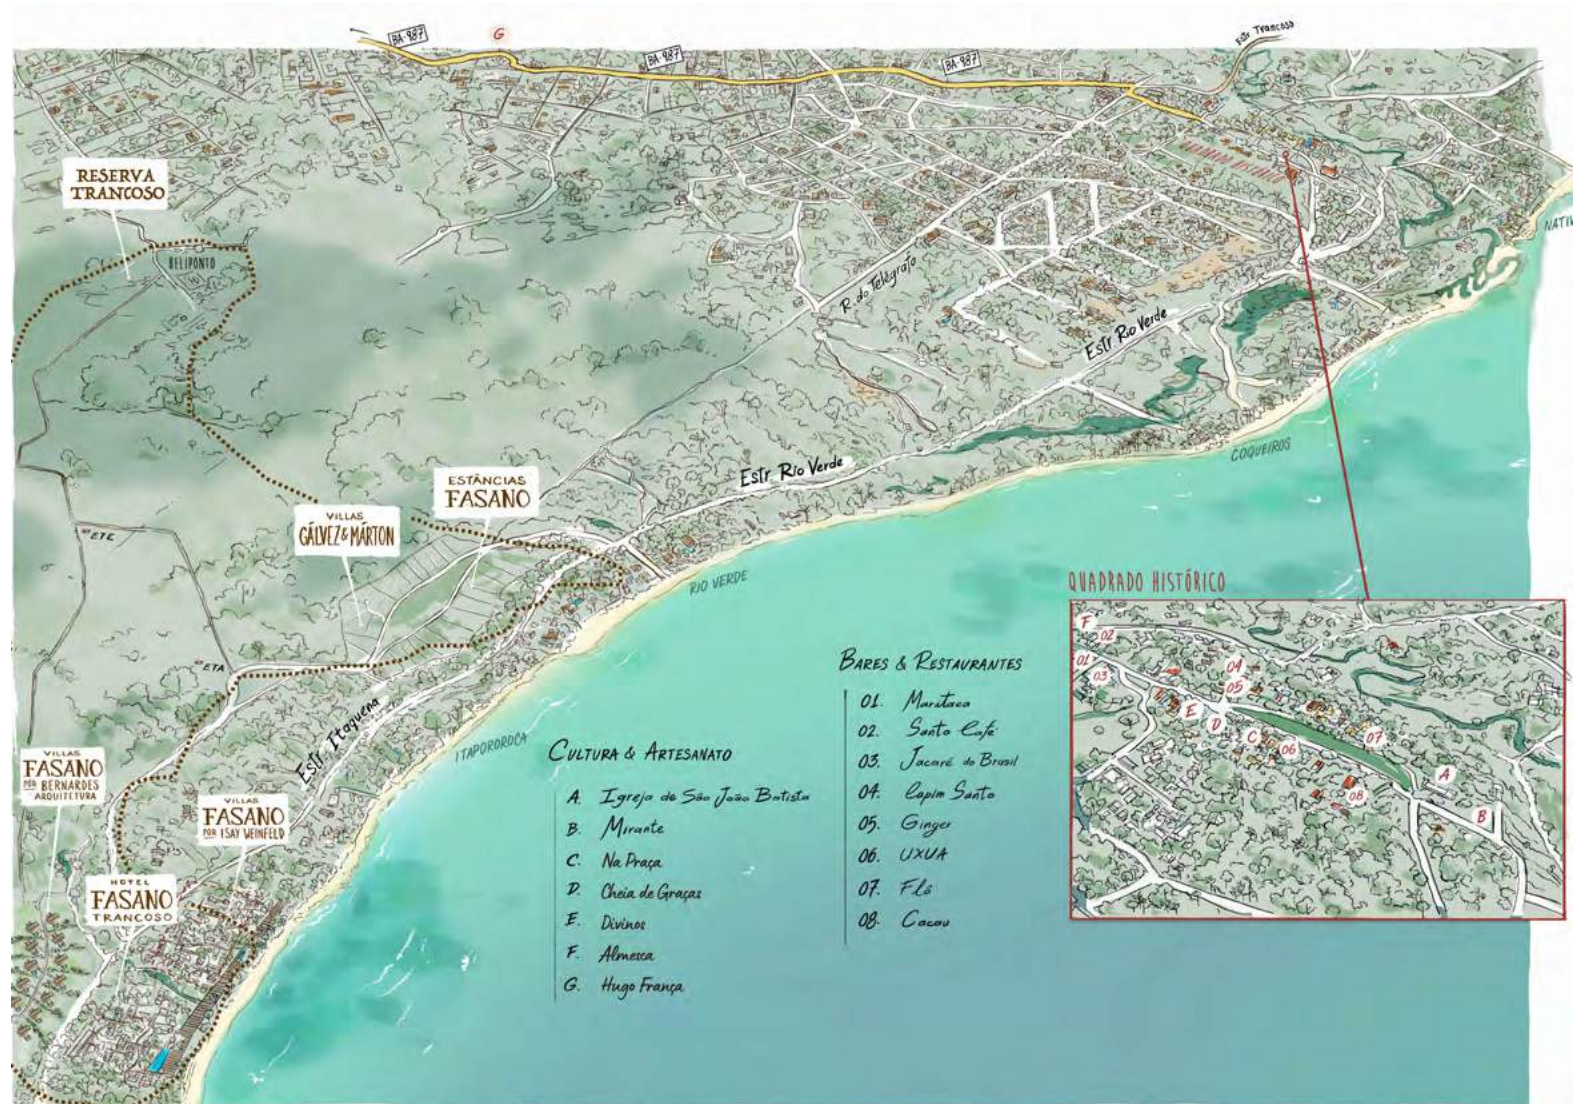 BA-987
G
BA-987
BA-987
Estr Trancoso
RESERVA
TRANCOSO
HELIPONTO
NATIV
R. do Telégrafo
Estr Rio Verde
COQUEIROS
Estr Rio Verde
ESTÂNCIAS
FASANO
VILLAS
GÁLVEZ & MÁRTON
ETE
RIO VERDE
ETA
Estr. Itaquena
ITAPOROROCA
VILLAS
FASANO
POR BERNARDES
ARQUITETURA
VILLAS
FASANO
POR ISAY WEINFELD
HOTEL
FASANO
TRANCOSO
CULTURA & ARTESANATO
A. Igreja de São João Batista
B. Mirante
C. Na Praça
D. Cheia de Graças
E. Divinos
F. Almesca
G. Hugo França
BARES & RESTAURANTES
01. Maritaca
02. Santo Café
03. Jacaré do Brasil
04. Capim Santo
05. Ginger
06. UXUA
07. Flô
08. Cacau
QUADRADO HISTÓRICO
F
02
01
03
04
05
E
D
C
06
07
A
08
B